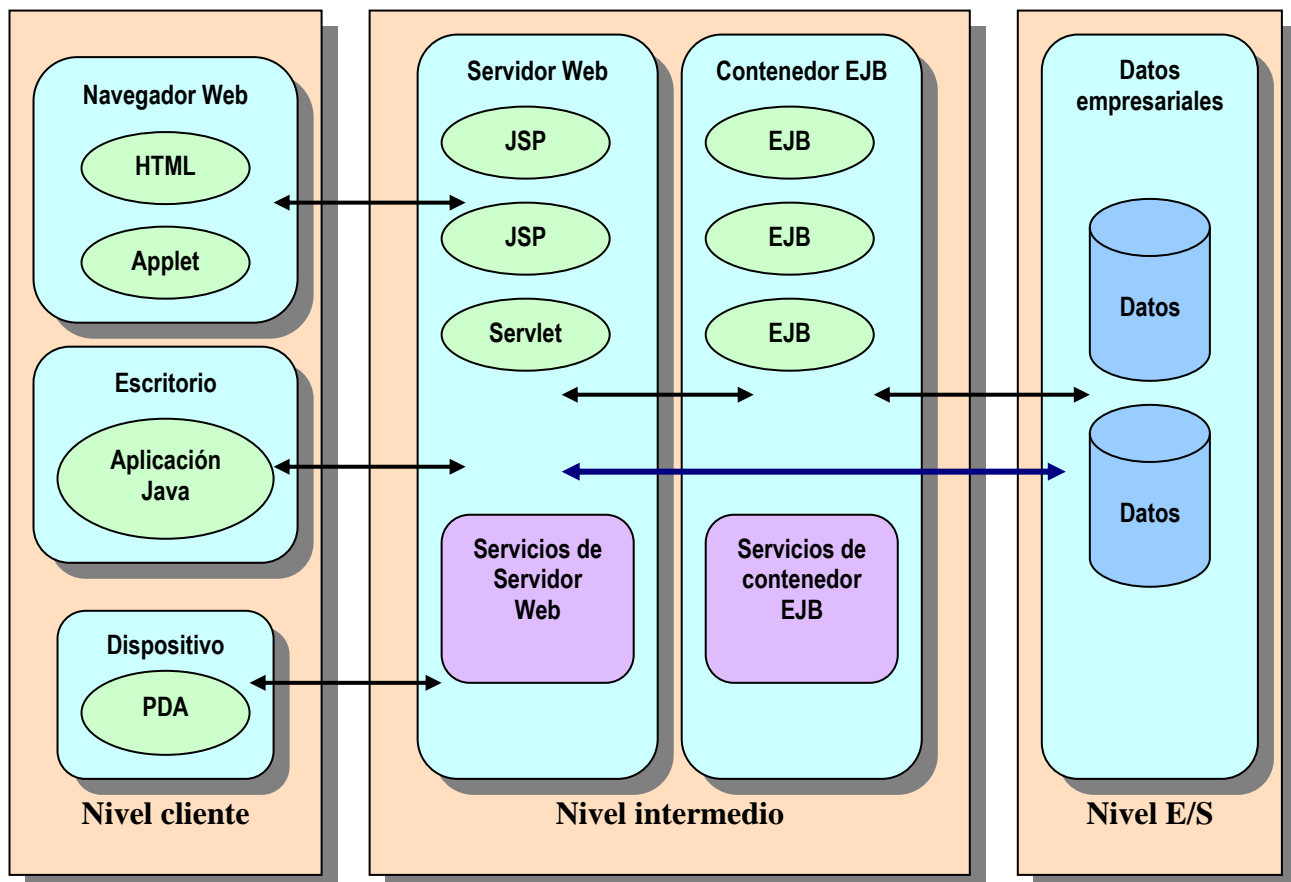 Navegador Web
HTML
Applet
Escritorio
Aplicación
Java
Dispositivo
PDA
Nivel cliente
Servidor Web
JSP
JSP
Servlet
Servicios de
Servidor
Web
Contenedor EJB
EJB
EJB
EJB
Servicios de
contenedor
EJB
Nivel intermedio
Datos
empresariales
Datos
Datos
Nivel E/S